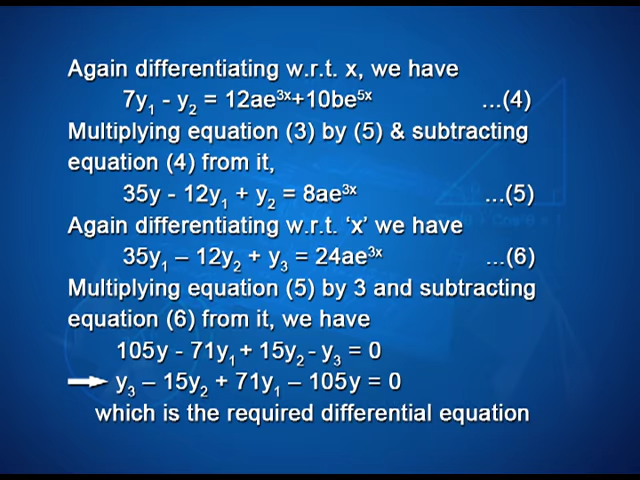 Again differentiating w.r.t. x, we have
7y₁ - y₂ = 12ae³ˣ+10be⁵ˣ ...(4)
Multiplying equation (3) by (5) & subtracting
equation (4) from it,
35y - 12y₁ + y₂ = 8ae³ˣ ...(5)
Again differentiating w.r.t. ‘x’ we have
35y₁ – 12y₂ + y₃ = 24ae³ˣ ...(6)
Multiplying equation (5) by 3 and subtracting
equation (6) from it, we have
105y - 71y₁ + 15y₂ - y₃ = 0
y₃ – 15y₂ + 71y₁ – 105y = 0
which is the required differential equation